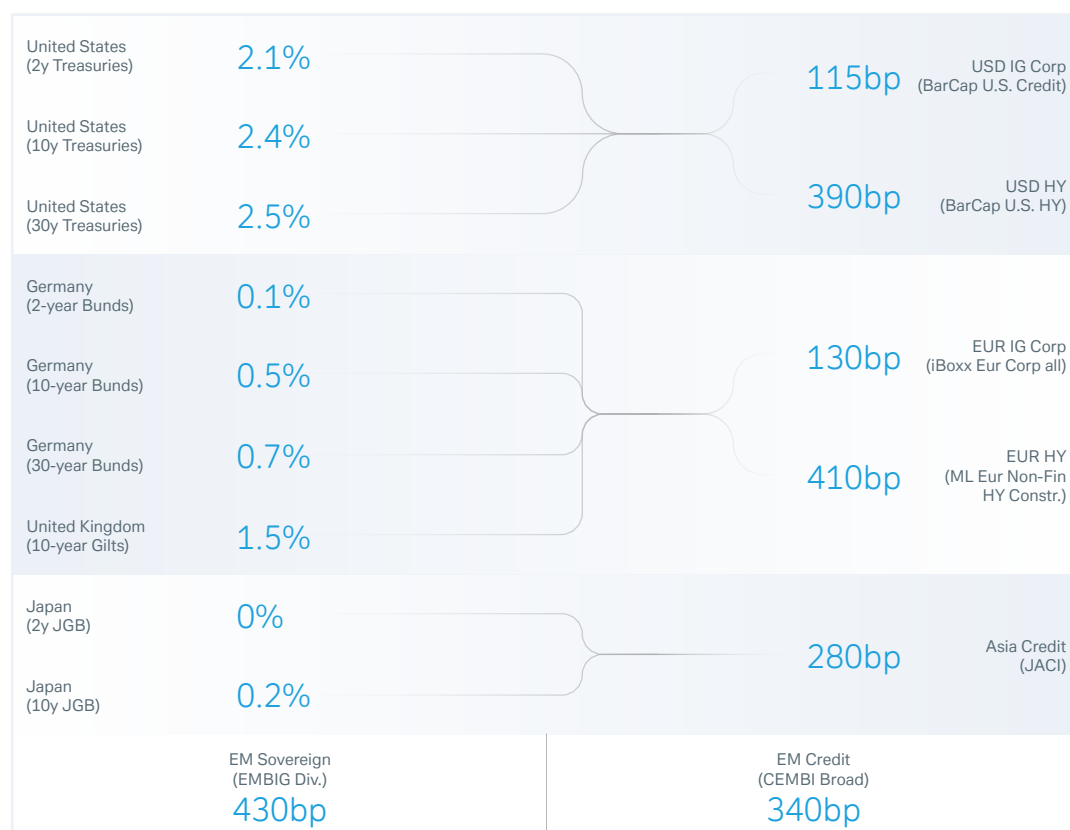 United States
(2y Treasuries)
2.1%
United States
(10y Treasuries)
2.4%
United States
(30y Treasuries)
2.5%
115bp
USD IG Corp
(BarCap U.S. Credit)
390bp
USD HY
(BarCap U.S. HY)
Germany
(2-year Bunds)
0.1%
Germany
(10-year Bunds)
0.5%
Germany
(30-year Bunds)
0.7%
United Kingdom
(10-year Gilts)
1.5%
130bp
EUR IG Corp
(iBoxx Eur Corp all)
410bp
EUR HY
(ML Eur Non-Fin
HY Constr.)
Japan
(2y JGB)
0%
Japan
(10y JGB)
0.2%
280bp
Asia Credit
(JACI)
EM Sovereign
(EMBIG Div.)
430bp
EM Credit
(CEMBI Broad)
340bp